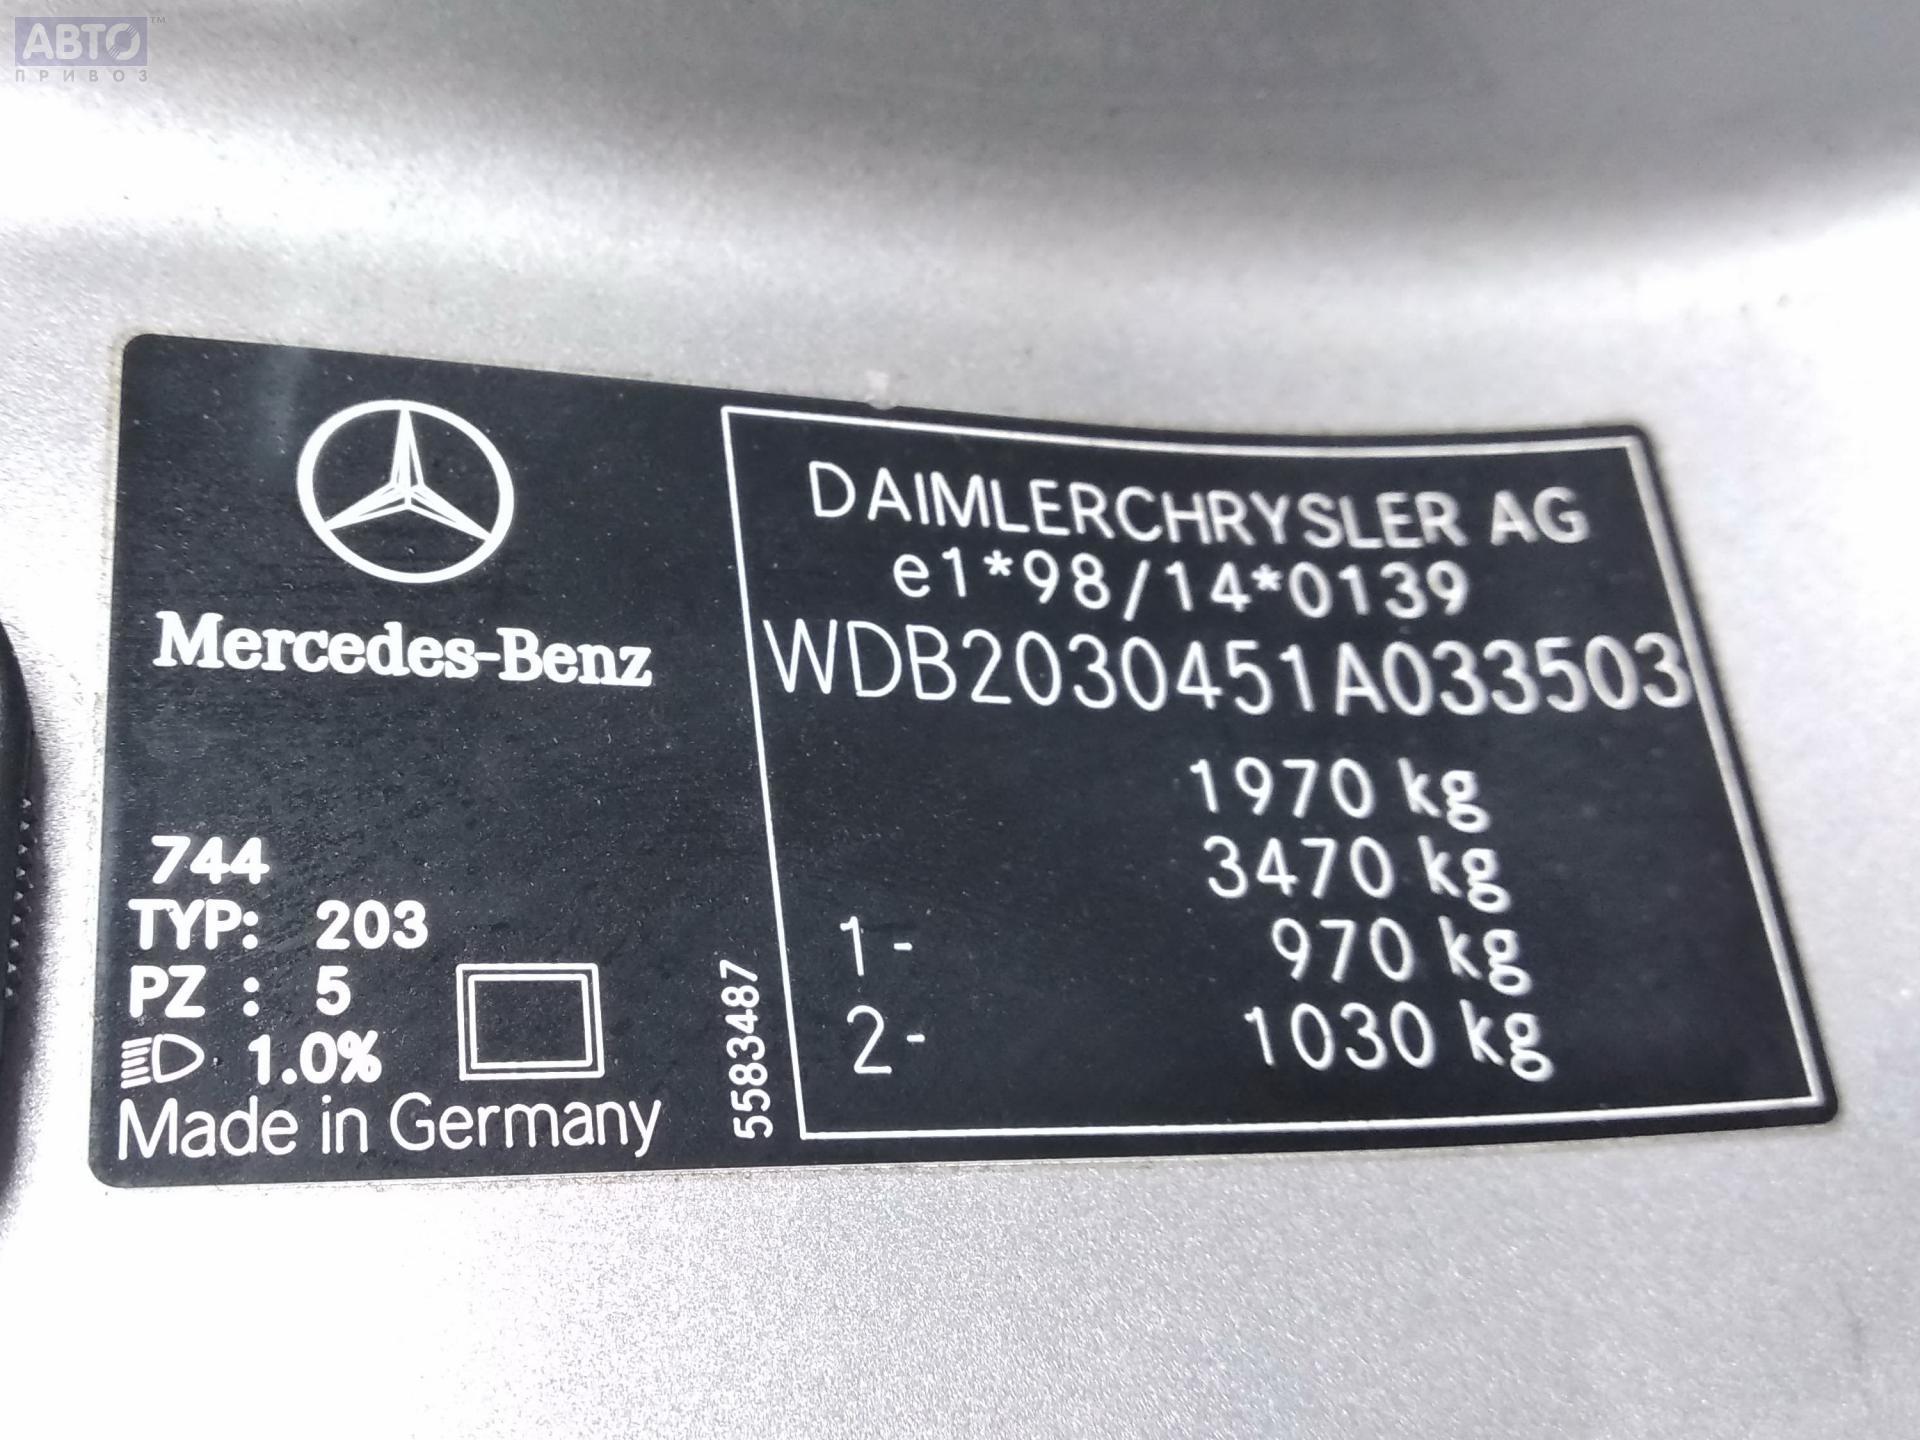 АВТО™
ПРИВОЗ
Mercedes-Benz
744
TYP: 203
PZ : 5
1.0%
Made in Germany
5583487
DAIMLERCHRYSLER AG
e1*98/14*0139
WDB2030451A033503
1970 kg
3470 kg
1- 970 kg
2- 1030 kg